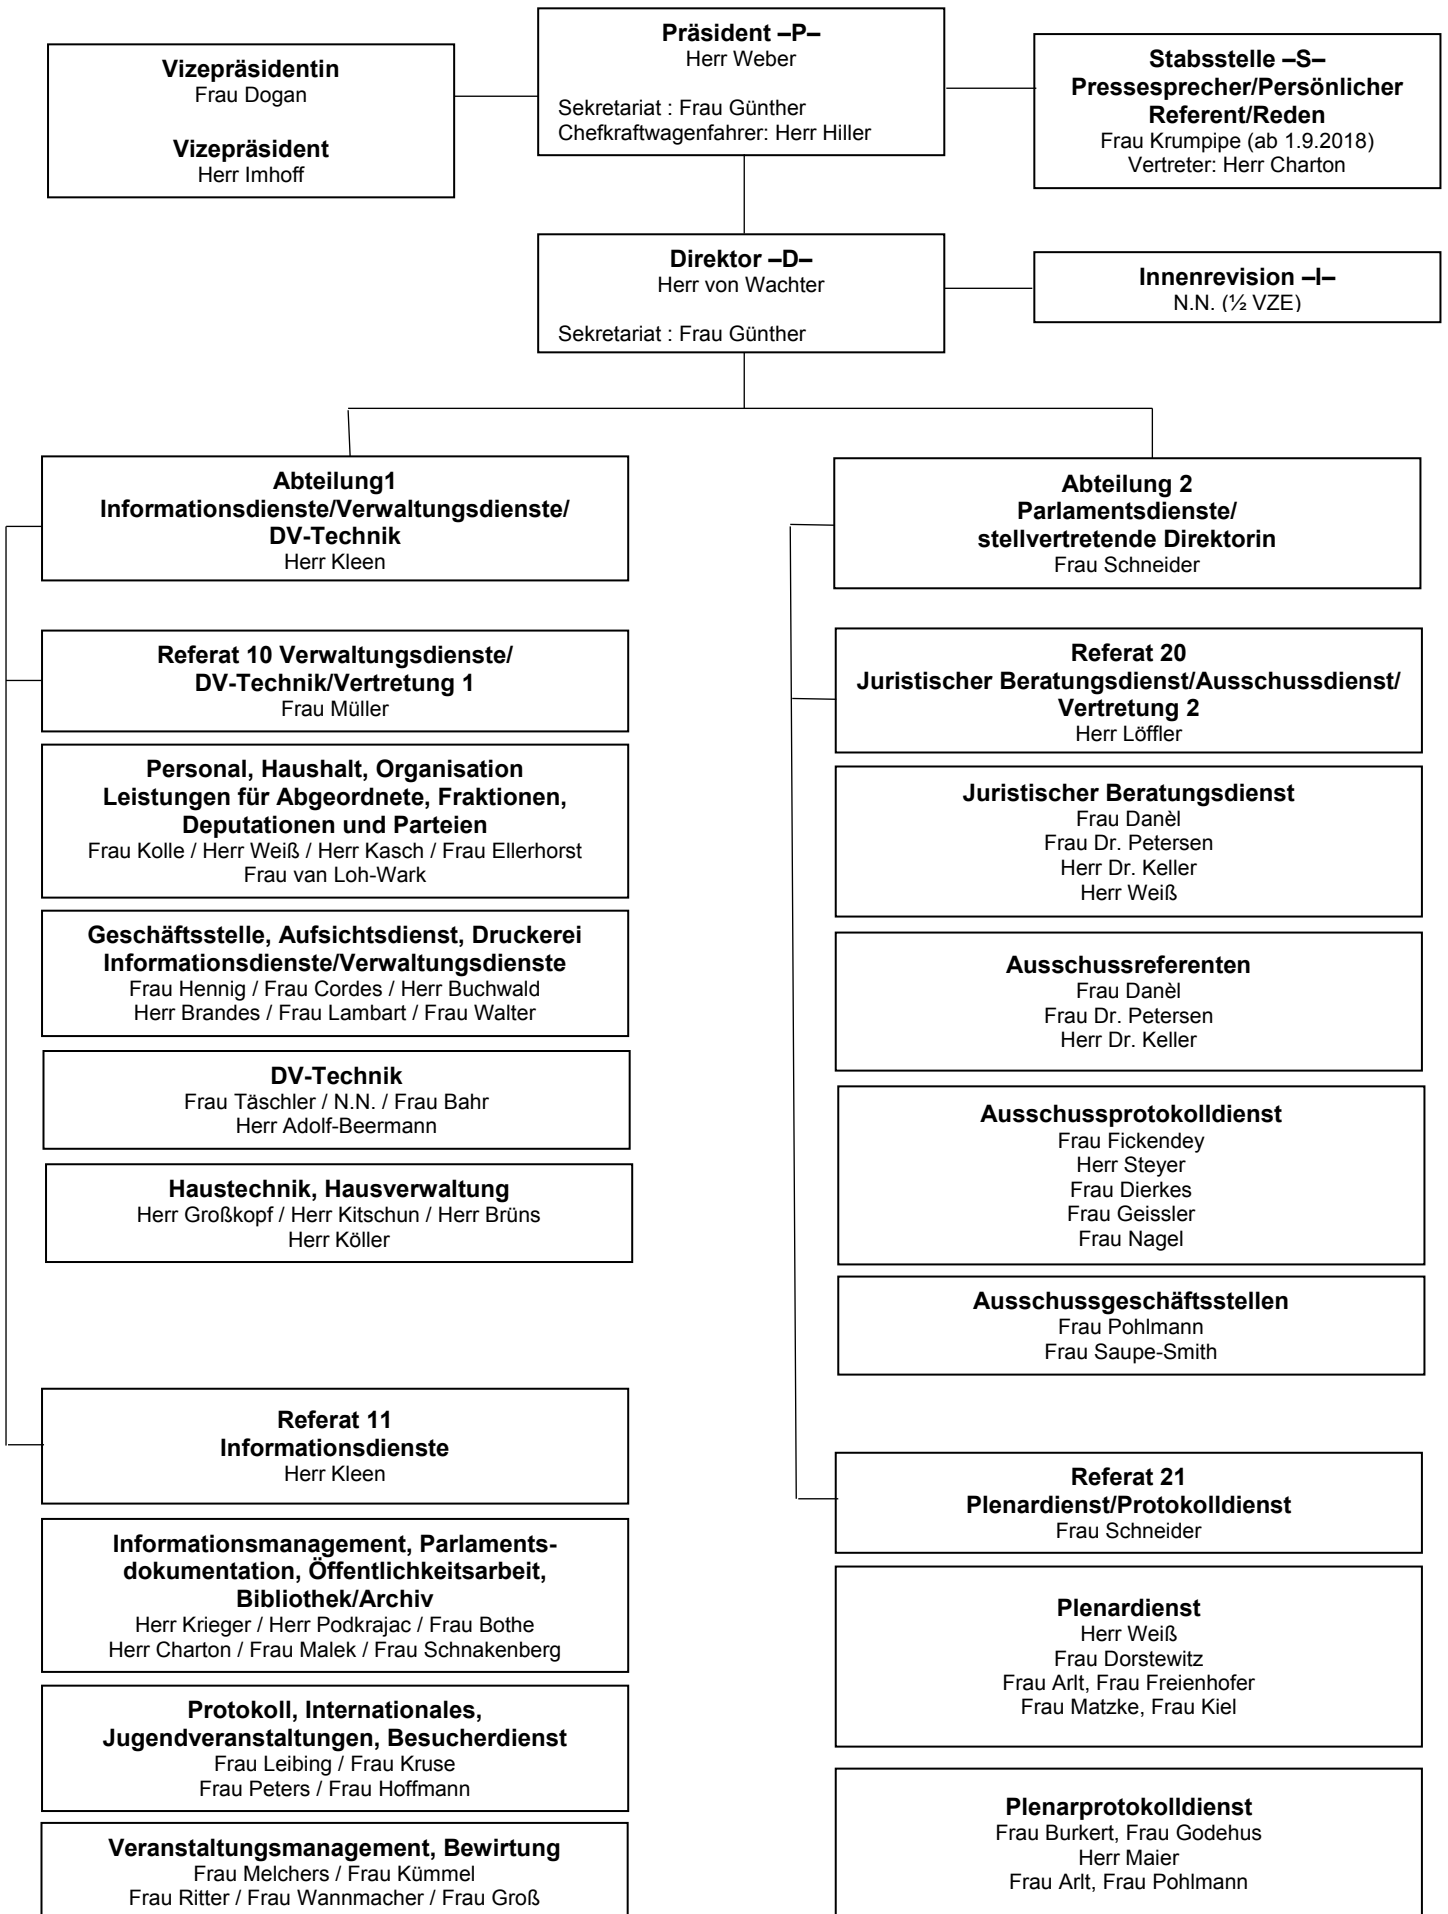 Präsident –P–
Herr Weber
Sekretariat : Frau Günther
Chefkraftwagenfahrer: Herr Hiller
Vizepräsidentin
Frau Dogan
Vizepräsident
Herr Imhoff
Stabsstelle –S–
Pressesprecher/Persönlicher
Referent/Reden
Frau Krumpipe (ab 1.9.2018)
Vertreter: Herr Charton
Direktor –D–
Herr von Wachter
Sekretariat : Frau Günther
Innenrevision –I–
N.N. (½ VZE)
Abteilung1
Informationsdienste/Verwaltungsdienste/
DV-Technik
Herr Kleen
Referat 10 Verwaltungsdienste/
DV-Technik/Vertretung 1
Frau Müller
Personal, Haushalt, Organisation
Leistungen für Abgeordnete, Fraktionen,
Deputationen und Parteien
Frau Kolle / Herr Weiß / Herr Kasch / Frau Ellerhorst
Frau van Loh-Wark
Geschäftsstelle, Aufsichtsdienst, Druckerei
Informationsdienste/Verwaltungsdienste
Frau Hennig / Frau Cordes / Herr Buchwald
Herr Brandes / Frau Lambart / Frau Walter
DV-Technik
Frau Täschler / N.N. / Frau Bahr
Herr Adolf-Beermann
Haustechnik, Hausverwaltung
Herr Großkopf / Herr Kitschun / Herr Brüns
Herr Köller
Referat 11
Informationsdienste
Herr Kleen
Informationsmanagement, Parlaments-
dokumentation, Öffentlichkeitsarbeit,
Bibliothek/Archiv
Herr Krieger / Herr Podkrajac / Frau Bothe
Herr Charton / Frau Malek / Frau Schnakenberg
Protokoll, Internationales,
Jugendveranstaltungen, Besucherdienst
Frau Leibing / Frau Kruse
Frau Peters / Frau Hoffmann
Veranstaltungsmanagement, Bewirtung
Frau Melchers / Frau Kümmel
Frau Ritter / Frau Wannmacher / Frau Groß
Abteilung 2
Parlamentsdienste/
stellvertretende Direktorin
Frau Schneider
Referat 20
Juristischer Beratungsdienst/Ausschussdienst/
Vertretung 2
Herr Löffler
Juristischer Beratungsdienst
Frau Danèl
Frau Dr. Petersen
Herr Dr. Keller
Herr Weiß
Ausschussreferenten
Frau Danèl
Frau Dr. Petersen
Herr Dr. Keller
Ausschussprotokolldienst
Frau Fickendey
Herr Steyer
Frau Dierkes
Frau Geissler
Frau Nagel
Ausschussgeschäftsstellen
Frau Pohlmann
Frau Saupe-Smith
Referat 21
Plenardienst/Protokolldienst
Frau Schneider
Plenardienst
Herr Weiß
Frau Dorstewitz
Frau Arlt, Frau Freienhofer
Frau Matzke, Frau Kiel
Plenarprotokolldienst
Frau Burkert, Frau Godehus
Herr Maier
Frau Arlt, Frau Pohlmann